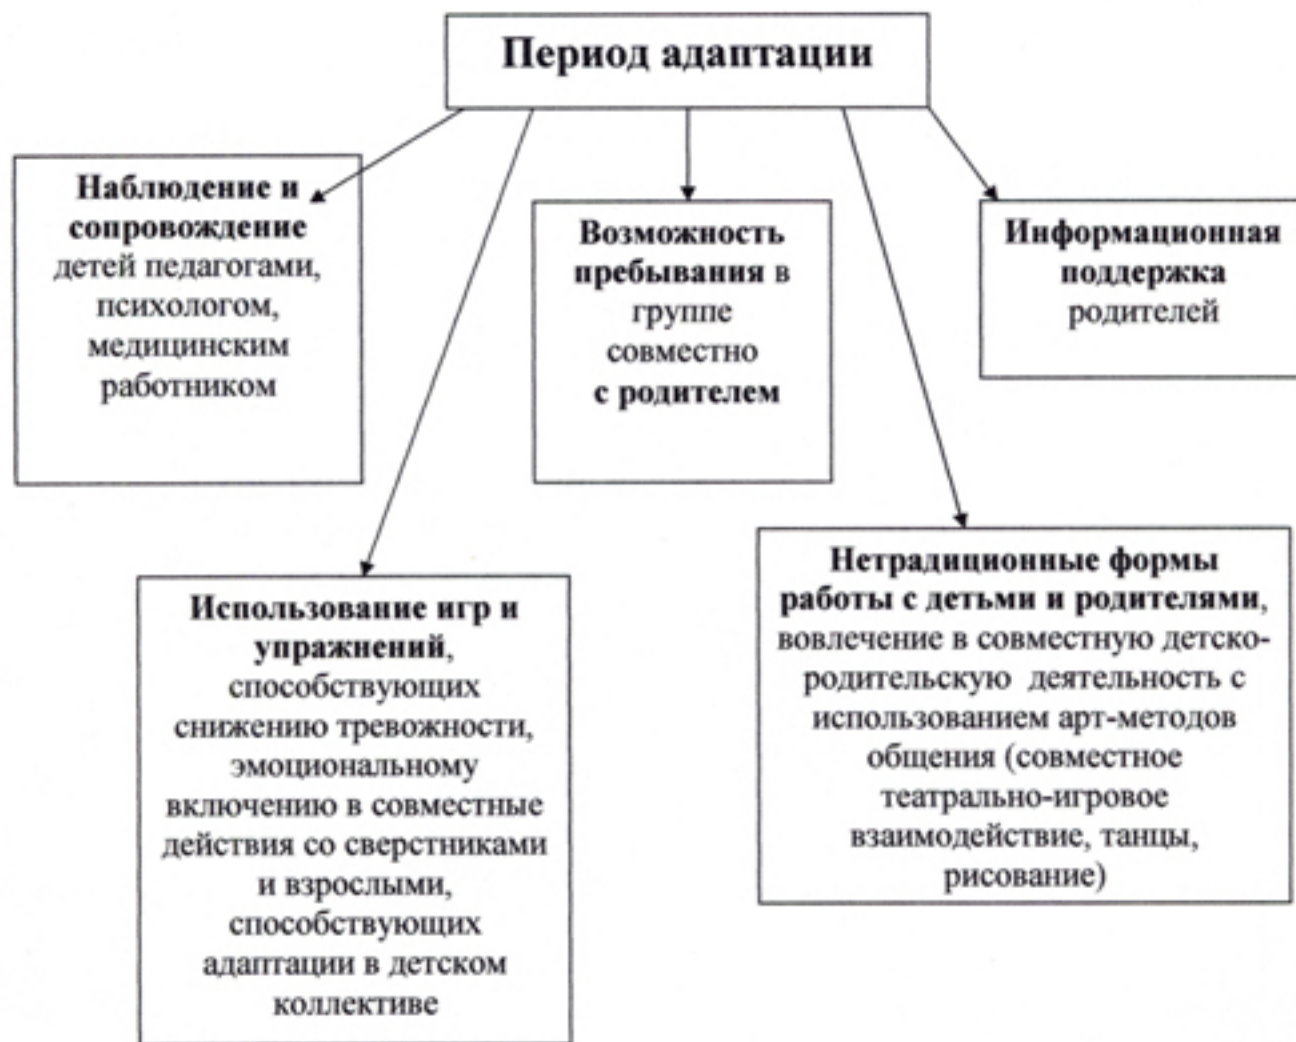 Период адаптации
Наблюдение и
сопровождение
детей педагогами,
психологом,
медицинским
работником
Возможность
пребывания в
группе
совместно
с родителем
Информационная
поддержка
родителей
Использование игр и
упражнений,
способствующих
снижению тревожности,
эмоциональному
включению в совместные
действия со сверстниками
и взрослыми,
способствующих
адаптации в детском
коллективе
Нетрадиционные формы
работы с детьми и родителями,
вовлечение в совместную детско-
родительскую деятельность с
использованием арт-методов
общения (совместное
театрально-игровое
взаимодействие, танцы,
рисование)